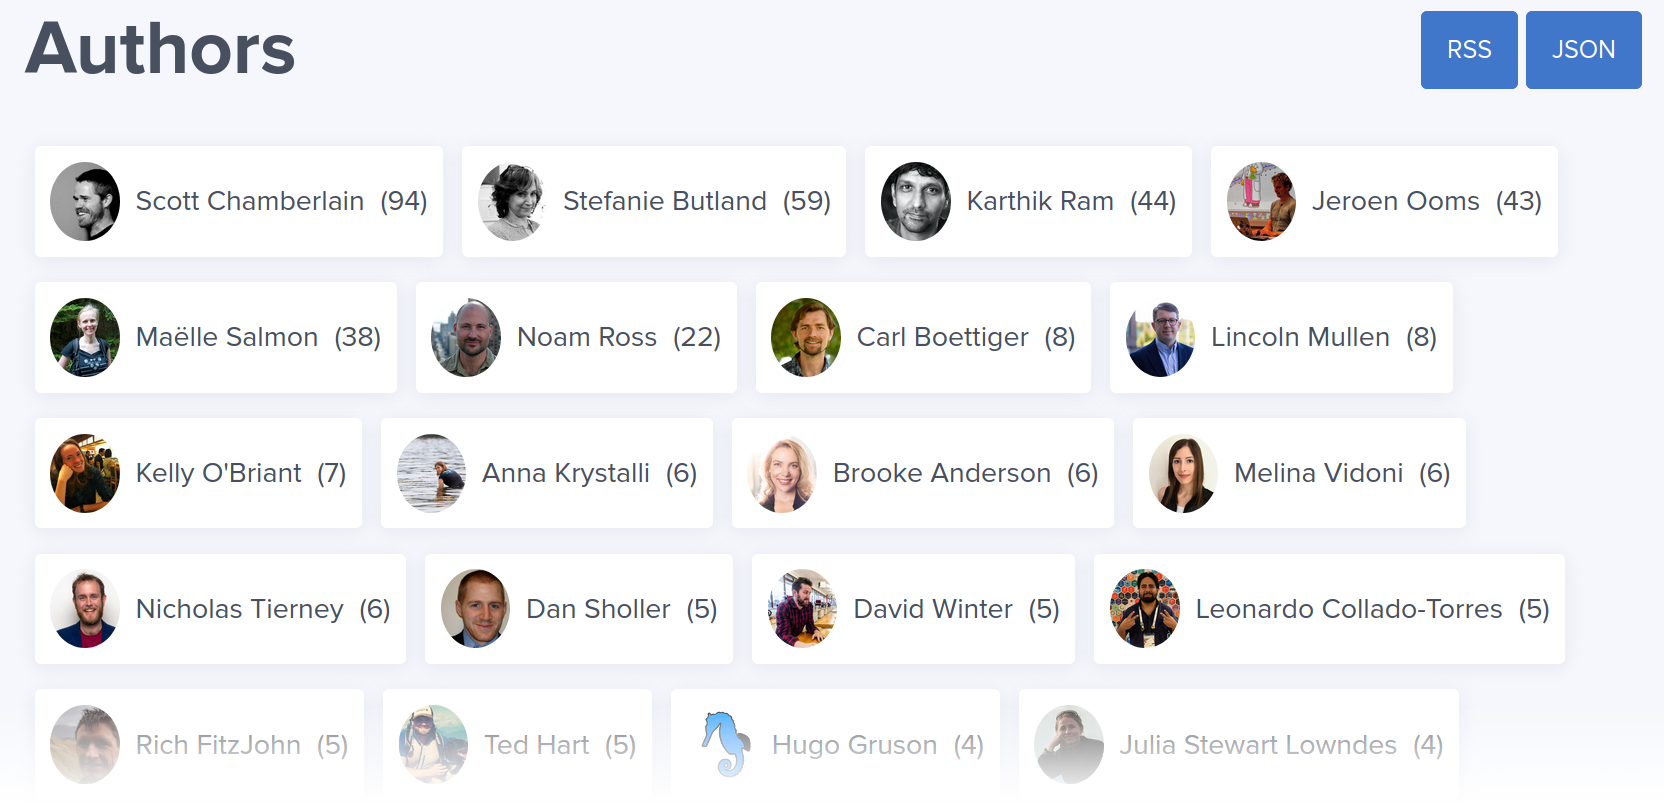 Authors
RSS JSON
Scott Chamberlain (94) Stefanie Butland (59) Karthik Ram (44) Jeroen Ooms (43)
Maëlle Salmon (38) Noam Ross (22) Carl Boettiger (8) Lincoln Mullen (8)
Kelly O'Briant (7) Anna Krystalli (6) Brooke Anderson (6) Melina Vidoni (6)
Nicholas Tierney (6) Dan Sholler (5) David Winter (5) Leonardo Collado-Torres (5)
Rich FitzJohn (5) Ted Hart (5) Hugo Gruson (4) Julia Stewart Lowndes (4)